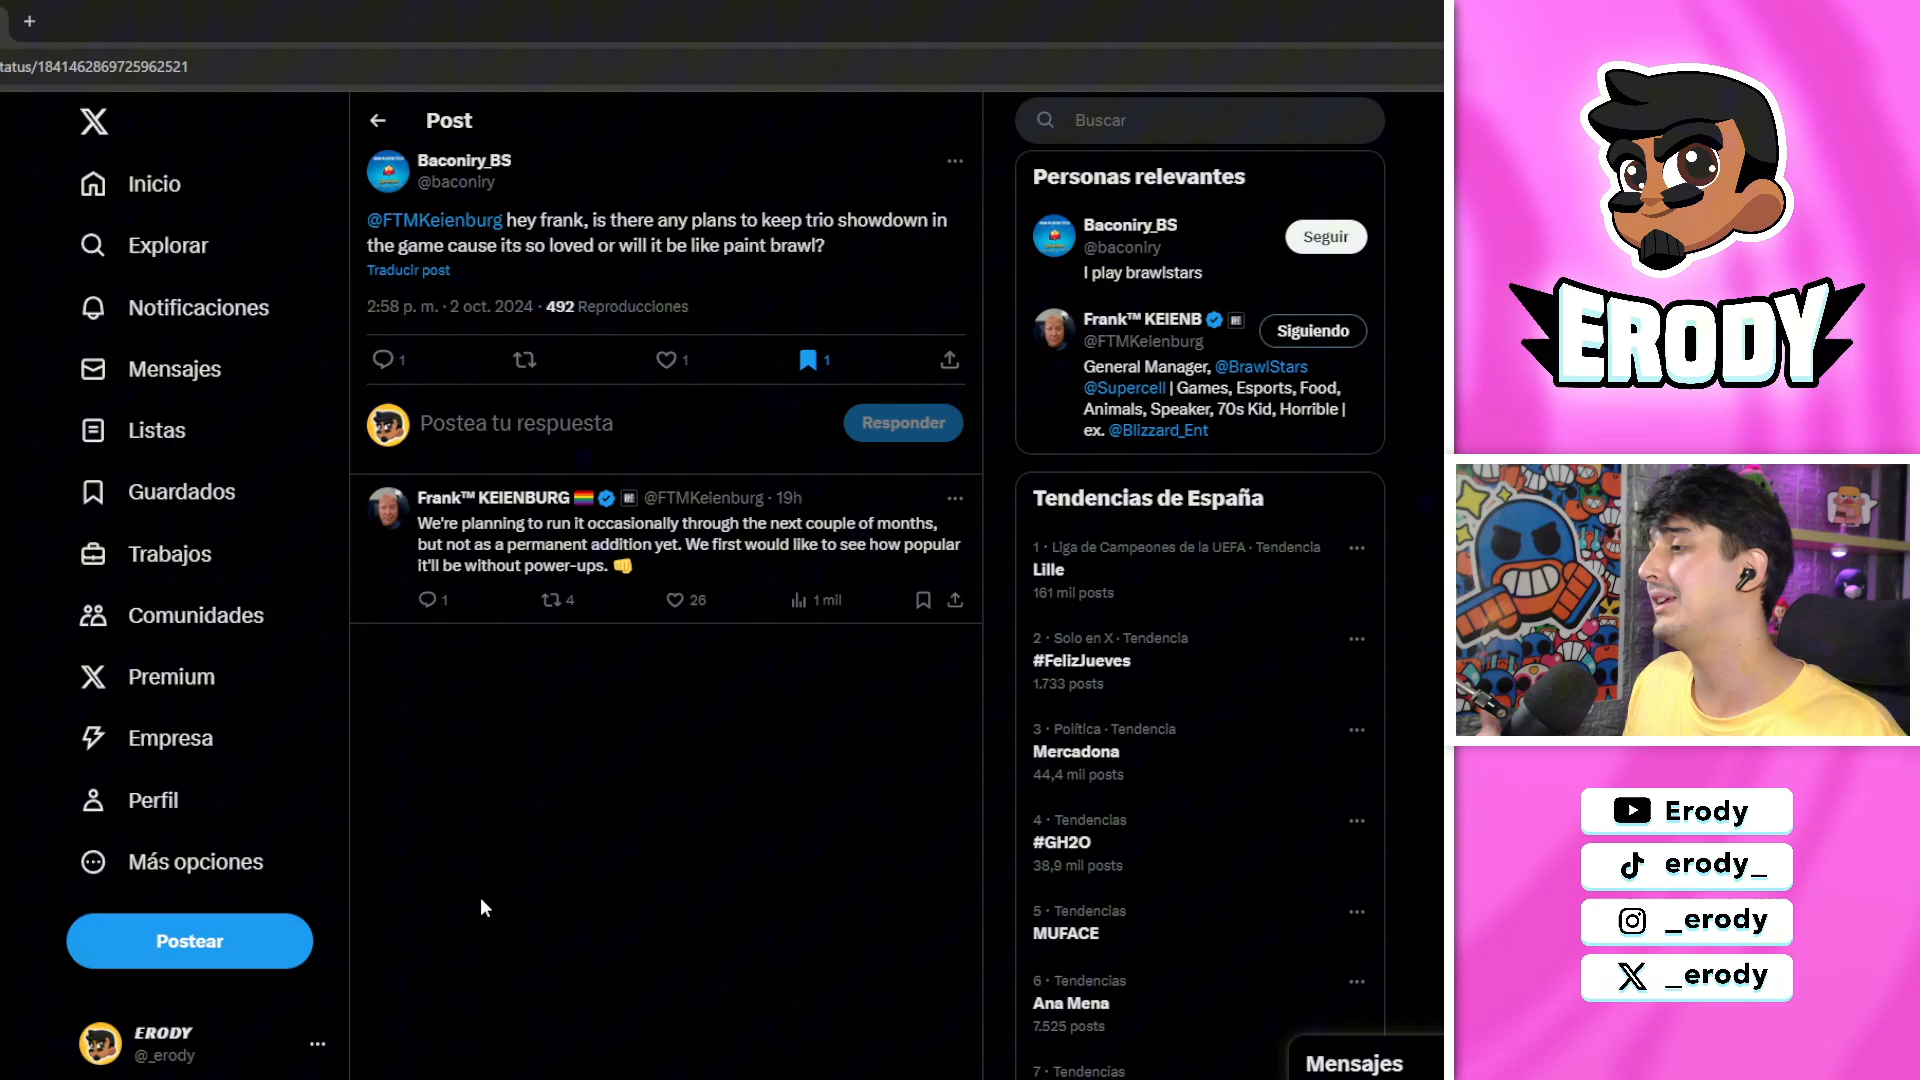 tatus/1841462869725962521
Inicio
Explorar
Notificaciones
Mensajes
Listas
Guardados
Trabajos
Comunidades
Premium
Empresa
Perfil
Más opciones
Postear
ERODY
@_erody
Post
Baconiry_BS
@baconiry
@FTMKeienburg hey frank, is there any plans to keep trio showdown in
the game cause its so loved or will it be like paint brawl?
Traducir post
2:58 p. m. · 2 oct. 2024 · 492 Reproducciones
1
1
1
Postea tu respuesta
Responder
Frank™ KEIENBURG @FTMKeienburg · 19h
We're planning to run it occasionally through the next couple of months,
but not as a permanent addition yet. We first would like to see how popular
it'll be without power-ups. 👊
1
4
26
1 mil
Buscar
Personas relevantes
Baconiry_BS
@baconiry
Seguir
I play brawlstars
Frank™ KEIENB
@FTMKeienburg
Siguiendo
General Manager, @BrawlStars
@Supercell | Games, Esports, Food,
Animals, Speaker, 70s Kid, Horrible |
ex. @Blizzard_Ent
Tendencias de España
1 · Liga de Campeones de la UEFA · Tendencia
Lille
161 mil posts
2 · Solo en X · Tendencia
#FelizJueves
1.733 posts
3 · Política · Tendencia
Mercadona
44,4 mil posts
4 · Tendencias
#GH2O
38,9 mil posts
5 · Tendencias
MUFACE
6 · Tendencias
Ana Mena
7.525 posts
7 · Tendencias
Mensajes
ERODY
Erody
erody_
_erody
_erody